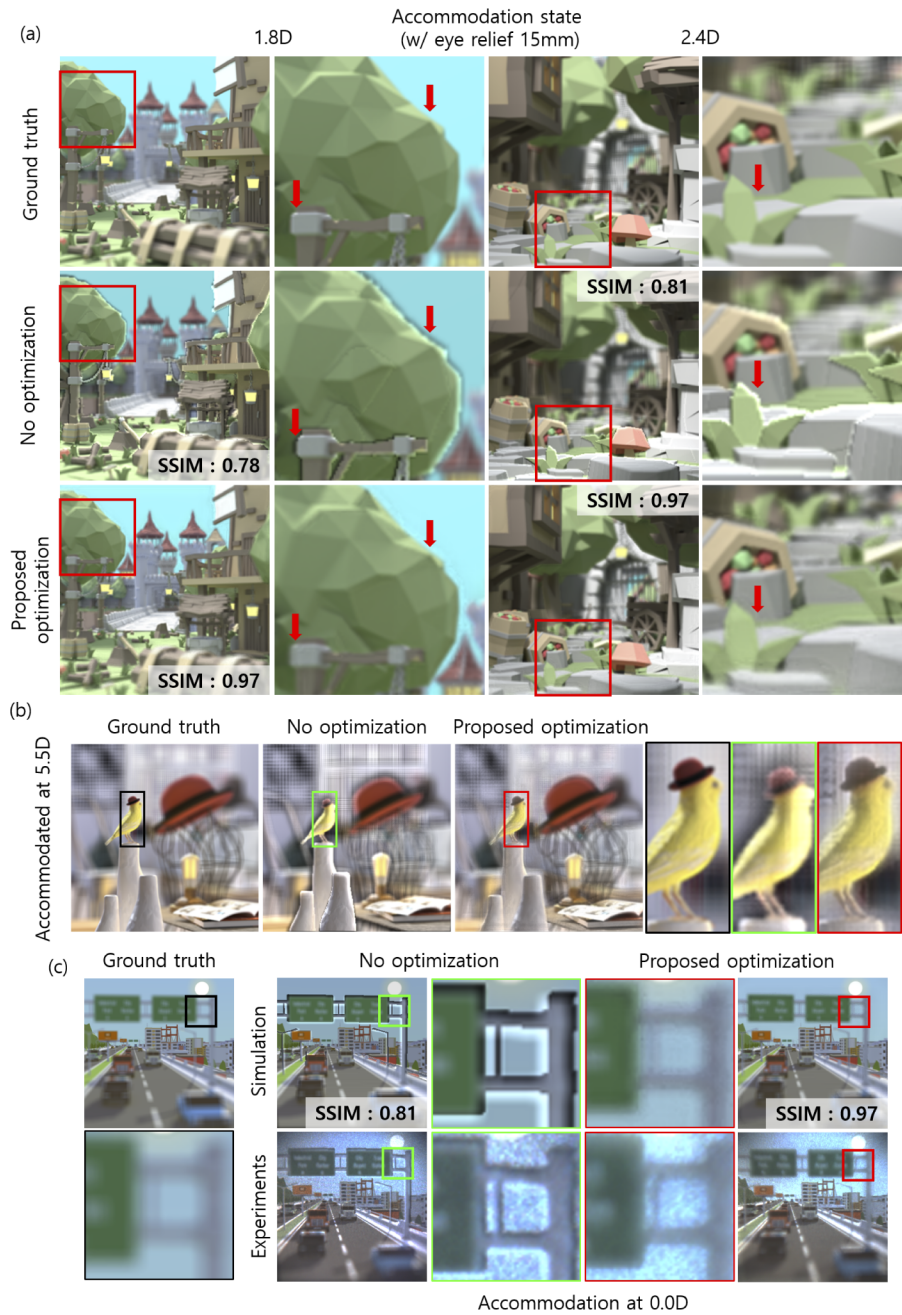 (a)
Accommodation state
1.8D
(w/ eye relief 15mm)
2.4D
Ground truth
No optimization
SSIM : 0.78
SSIM : 0.81
Proposed
optimization
SSIM : 0.97
SSIM : 0.97
(b)
Ground truth
No optimization
Proposed optimization
Accommodated at 5.5D
(c)
Ground truth
No optimization
Proposed optimization
Simulation
SSIM : 0.81
SSIM : 0.97
Experiments
Accommodation at 0.0D